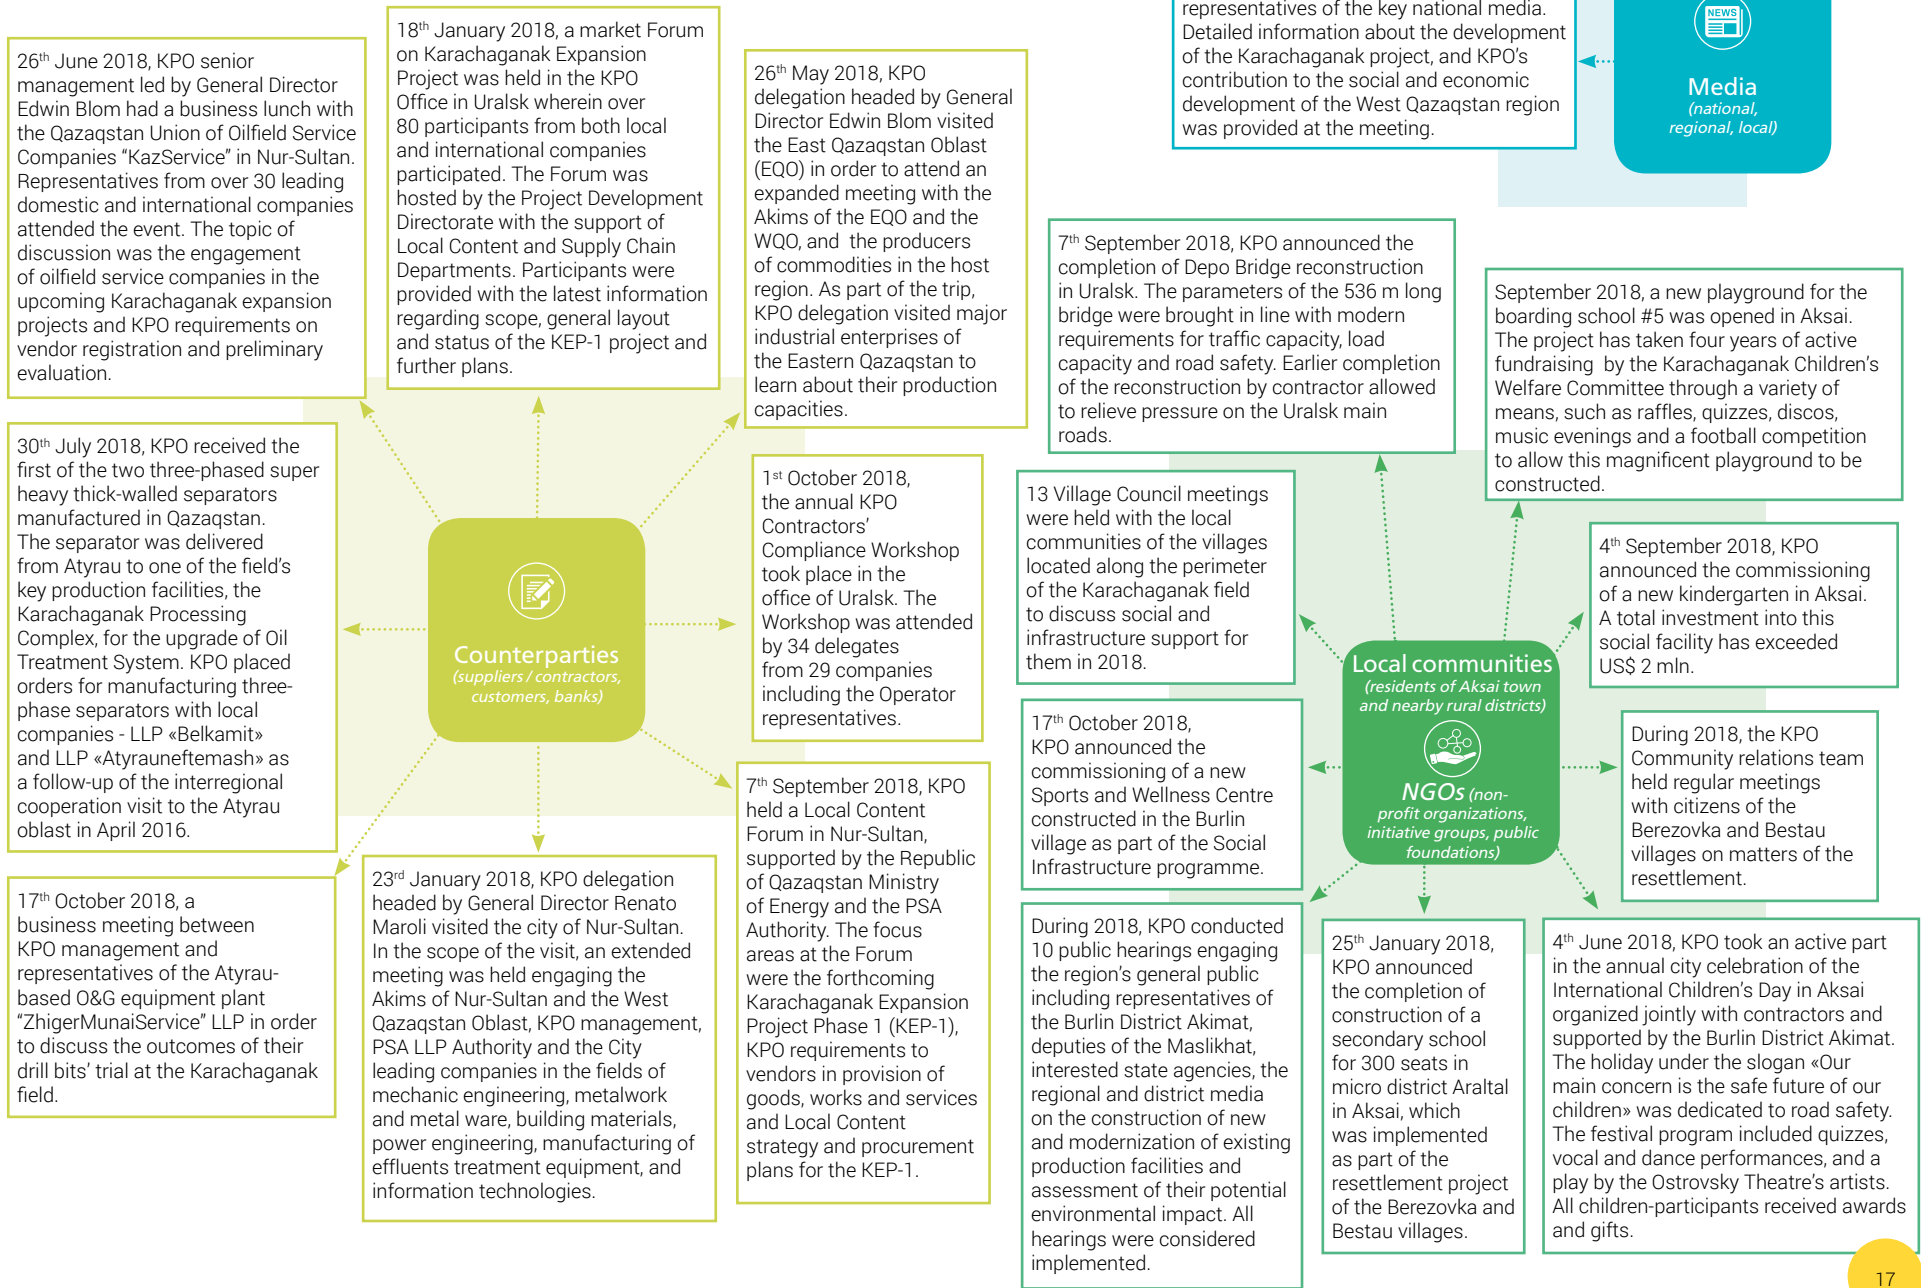 26th June 2018, KPO senior
management led by General Director
Edwin Blom had a business lunch with
the Qazaqstan Union of Oilfield Service
Companies “KazService” in Nur-Sultan.
Representatives from over 30 leading
domestic and international companies
attended the event. The topic of
discussion was the engagement
of oilfield service companies in the
upcoming Karachaganak expansion
projects and KPO requirements on
vendor registration and preliminary
evaluation.
18th January 2018, a market Forum
on Karachaganak Expansion
Project was held in the KPO
Office in Uralsk wherein over
80 participants from both local
and international companies
participated. The Forum was
hosted by the Project Development
Directorate with the support of
Local Content and Supply Chain
Departments. Participants were
provided with the latest information
regarding scope, general layout
and status of the KEP-1 project and
further plans.
26th May 2018, KPO
delegation headed by General
Director Edwin Blom visited
the East Qazaqstan Oblast
(EQO) in order to attend an
expanded meeting with the
Akims of the EQO and the
WQO, and the producers
of commodities in the host
region. As part of the trip,
KPO delegation visited major
industrial enterprises of
the Eastern Qazaqstan to
learn about their production
capacities.
30th July 2018, KPO received the
first of the two three-phased super
heavy thick-walled separators
manufactured in Qazaqstan.
The separator was delivered
from Atyrau to one of the field’s
key production facilities, the
Karachaganak Processing
Complex, for the upgrade of Oil
Treatment System. KPO placed
orders for manufacturing three-
phase separators with local
companies - LLP «Belkamit»
and LLP «Atyrauneftemash» as
a follow-up of the interregional
cooperation visit to the Atyrau
oblast in April 2016.
Counterparties
(suppliers / contractors,
customers, banks)
1st October 2018,
the annual KPO
Contractors’
Compliance Workshop
took place in the
office of Uralsk. The
Workshop was attended
by 34 delegates
from 29 companies
including the Operator
representatives.
17th October 2018, a
business meeting between
KPO management and
representatives of the Atyrau-
based O&G equipment plant
“ZhigerMunaiService” LLP in order
to discuss the outcomes of their
drill bits’ trial at the Karachaganak
field.
23rd January 2018, KPO delegation
headed by General Director Renato
Maroli visited the city of Nur-Sultan.
In the scope of the visit, an extended
meeting was held engaging the
Akims of Nur-Sultan and the West
Qazaqstan Oblast, KPO management,
PSA LLP Authority and the City
leading companies in the fields of
mechanic engineering, metalwork
and metal ware, building materials,
power engineering, manufacturing of
effluents treatment equipment, and
information technologies.
7th September 2018, KPO
held a Local Content
Forum in Nur-Sultan,
supported by the Republic
of Qazaqstan Ministry
of Energy and the PSA
Authority. The focus
areas at the Forum
were the forthcoming
Karachaganak Expansion
Project Phase 1 (KEP-1),
KPO requirements to
vendors in provision of
goods, works and services
and Local Content
strategy and procurement
plans for the KEP-1.
representatives of the key national media.
Detailed information about the development
of the Karachaganak project, and KPO’s
contribution to the social and economic
development of the West Qazaqstan region
was provided at the meeting.
NEWS
Media
(national,
regional, local)
7th September 2018, KPO announced the
completion of Depo Bridge reconstruction
in Uralsk. The parameters of the 536 m long
bridge were brought in line with modern
requirements for traffic capacity, load
capacity and road safety. Earlier completion
of the reconstruction by contractor allowed
to relieve pressure on the Uralsk main
roads.
September 2018, a new playground for the
boarding school #5 was opened in Aksai.
The project has taken four years of active
fundraising by the Karachaganak Children’s
Welfare Committee through a variety of
means, such as raffles, quizzes, discos,
music evenings and a football competition
to allow this magnificent playground to be
constructed.
13 Village Council meetings
were held with the local
communities of the villages
located along the perimeter
of the Karachaganak field
to discuss social and
infrastructure support for
them in 2018.
4th September 2018, KPO
announced the commissioning
of a new kindergarten in Aksai.
A total investment into this
social facility has exceeded
US$ 2 mln.
Local communities
(residents of Aksai town
and nearby rural districts)
NGOs (non-
profit organizations,
initiative groups, public
foundations)
17th October 2018,
KPO announced the
commissioning of a new
Sports and Wellness Centre
constructed in the Burlin
village as part of the Social
Infrastructure programme.
During 2018, the KPO
Community relations team
held regular meetings
with citizens of the
Berezovka and Bestau
villages on matters of the
resettlement.
During 2018, KPO conducted
10 public hearings engaging
the region’s general public
including representatives of
the Burlin District Akimat,
deputies of the Maslikhat,
interested state agencies, the
regional and district media
on the construction of new
and modernization of existing
production facilities and
assessment of their potential
environmental impact. All
hearings were considered
implemented.
25th January 2018,
KPO announced
the completion of
construction of a
secondary school
for 300 seats in
micro district Araltal
in Aksai, which
was implemented
as part of the
resettlement project
of the Berezovka and
Bestau villages.
4th June 2018, KPO took an active part
in the annual city celebration of the
International Children’s Day in Aksai
organized jointly with contractors and
supported by the Burlin District Akimat.
The holiday under the slogan «Our
main concern is the safe future of our
children» was dedicated to road safety.
The festival program included quizzes,
vocal and dance performances, and a
play by the Ostrovsky Theatre’s artists.
All children-participants received awards
and gifts.
17